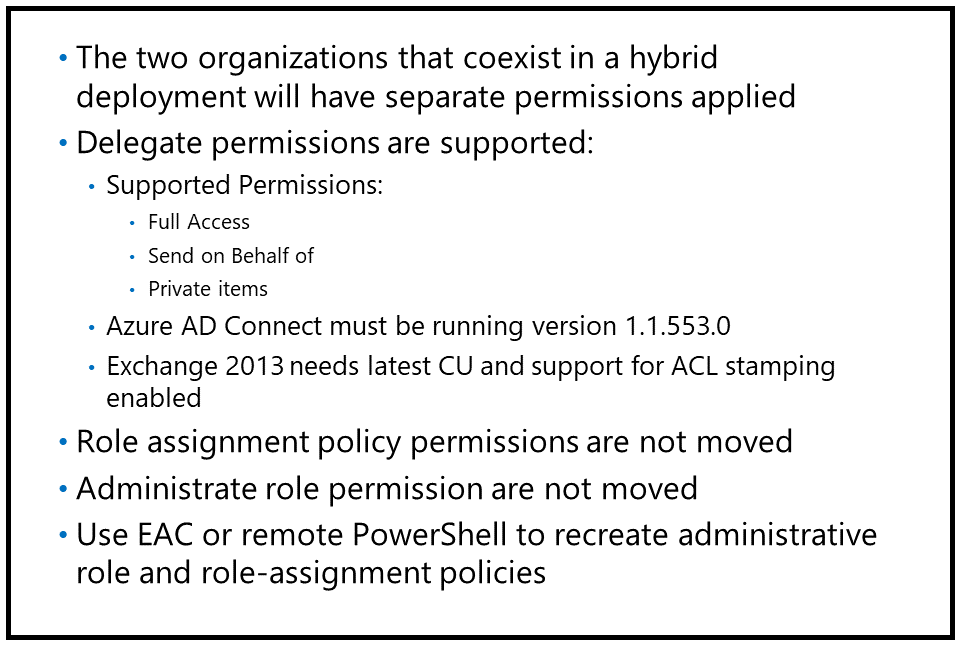 • The two organizations that coexist in a hybrid
deployment will have separate permissions applied
• Delegate permissions are supported:
• Supported Permissions:
• Full Access
• Send on Behalf of
• Private items
• Azure AD Connect must be running version 1.1.553.0
• Exchange 2013 needs latest CU and support for ACL stamping
enabled
• Role assignment policy permissions are not moved
• Administrate role permission are not moved
• Use EAC or remote PowerShell to recreate administrative
role and role-assignment policies